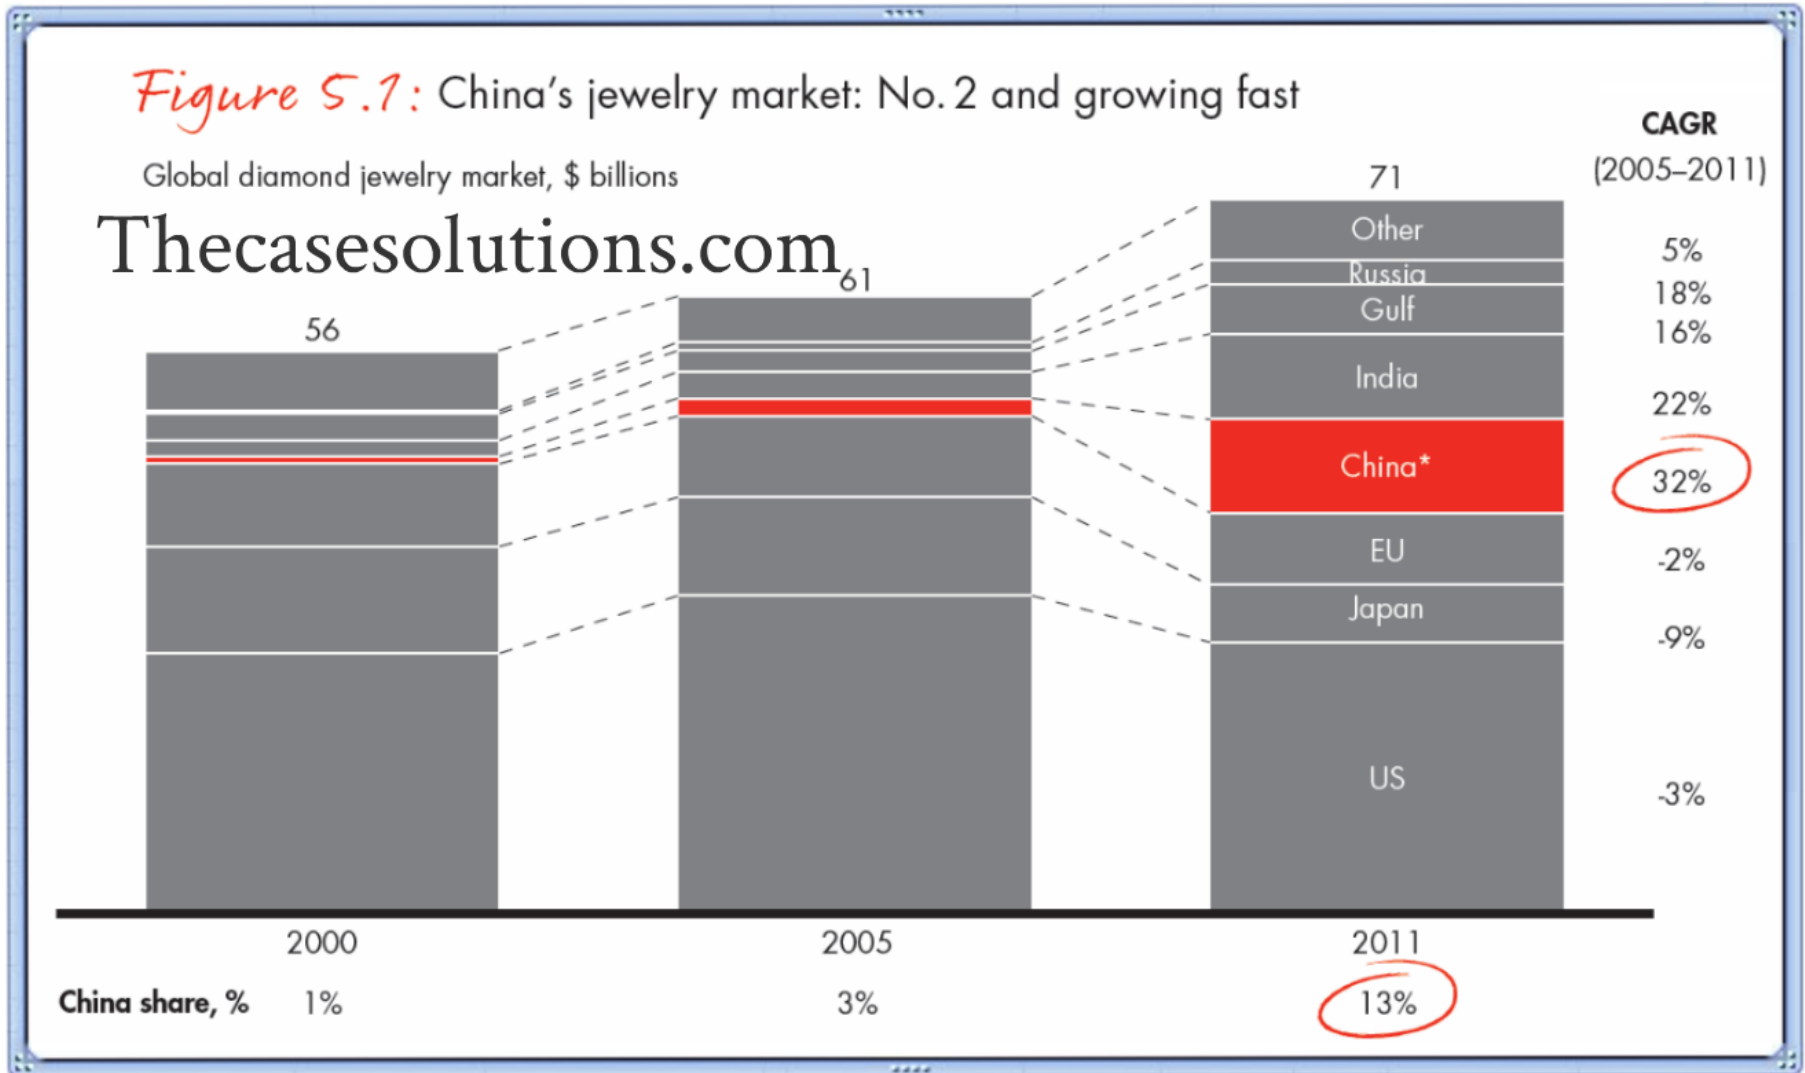 Figure 5.1: China's jewelry market: No. 2 and growing fast
CAGR
(2005–2011)
Global diamond jewelry market, $ billions
Thecasesolutions.com
56
61
71
Other
5%
Russia
18%
Gulf
16%
India
22%
China*
32%
EU
-2%
Japan
-9%
US
-3%
2000 2005 2011
China share, % 1% 3% 13%